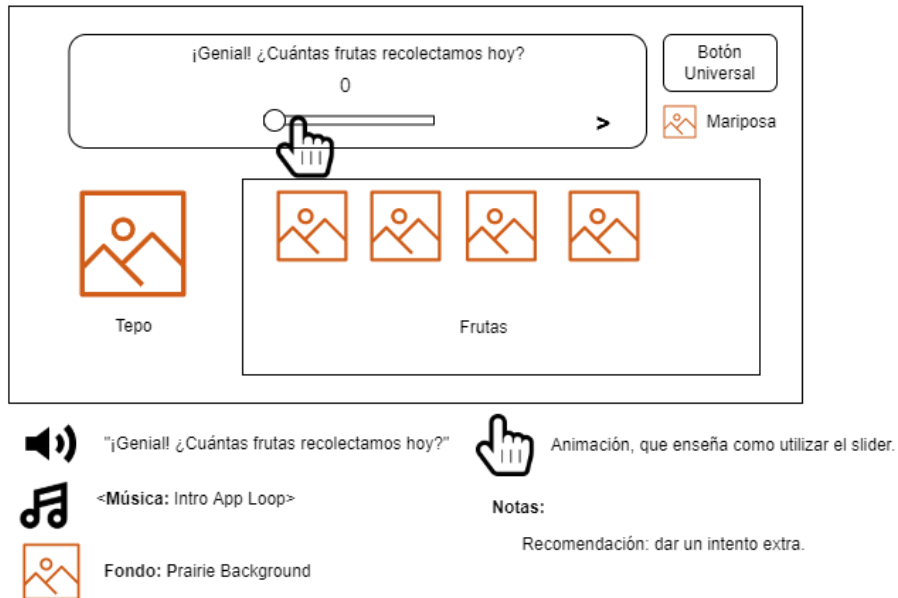 ¡Genial! ¿Cuántas frutas recolectamos hoy?
0
>
Botón
Universal
Mariposa
Tepo
Frutas
"¡Genial! ¿Cuántas frutas recolectamos hoy?"
Animación, que enseña como utilizar el slider.
<Música: Intro App Loop>
Notas:
Recomendación: dar un intento extra.
Fondo: Prairie Background